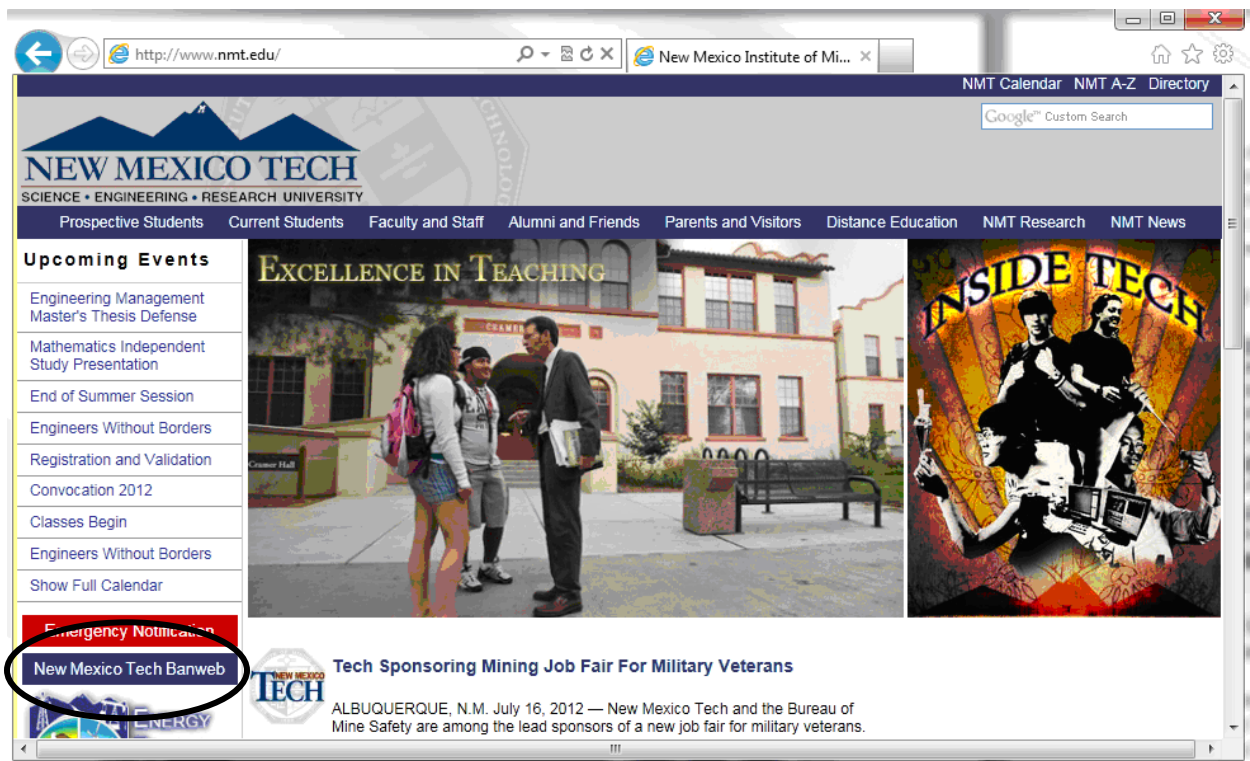 http://www.nmt.edu/
New Mexico Institute of Mi...
NMT Calendar NMT A-Z Directory
Google™ Custom Search
NEW MEXICO TECH
SCIENCE • ENGINEERING • RESEARCH UNIVERSITY
Prospective Students Current Students Faculty and Staff Alumni and Friends Parents and Visitors Distance Education NMT Research NMT News
Upcoming Events
Engineering Management
Master's Thesis Defense
Mathematics Independent
Study Presentation
End of Summer Session
Engineers Without Borders
Registration and Validation
Convocation 2012
Classes Begin
Engineers Without Borders
Show Full Calendar
Emergency Notification
New Mexico Tech Banweb
ENERGY
EXCELLENCE IN TEACHING
CRAMER
Cramer Hall
INSIDE TECH
NEW MEXICO
TECH
Tech Sponsoring Mining Job Fair For Military Veterans
ALBUQUERQUE, N.M. July 16, 2012 — New Mexico Tech and the Bureau of
Mine Safety are among the lead sponsors of a new job fair for military veterans.